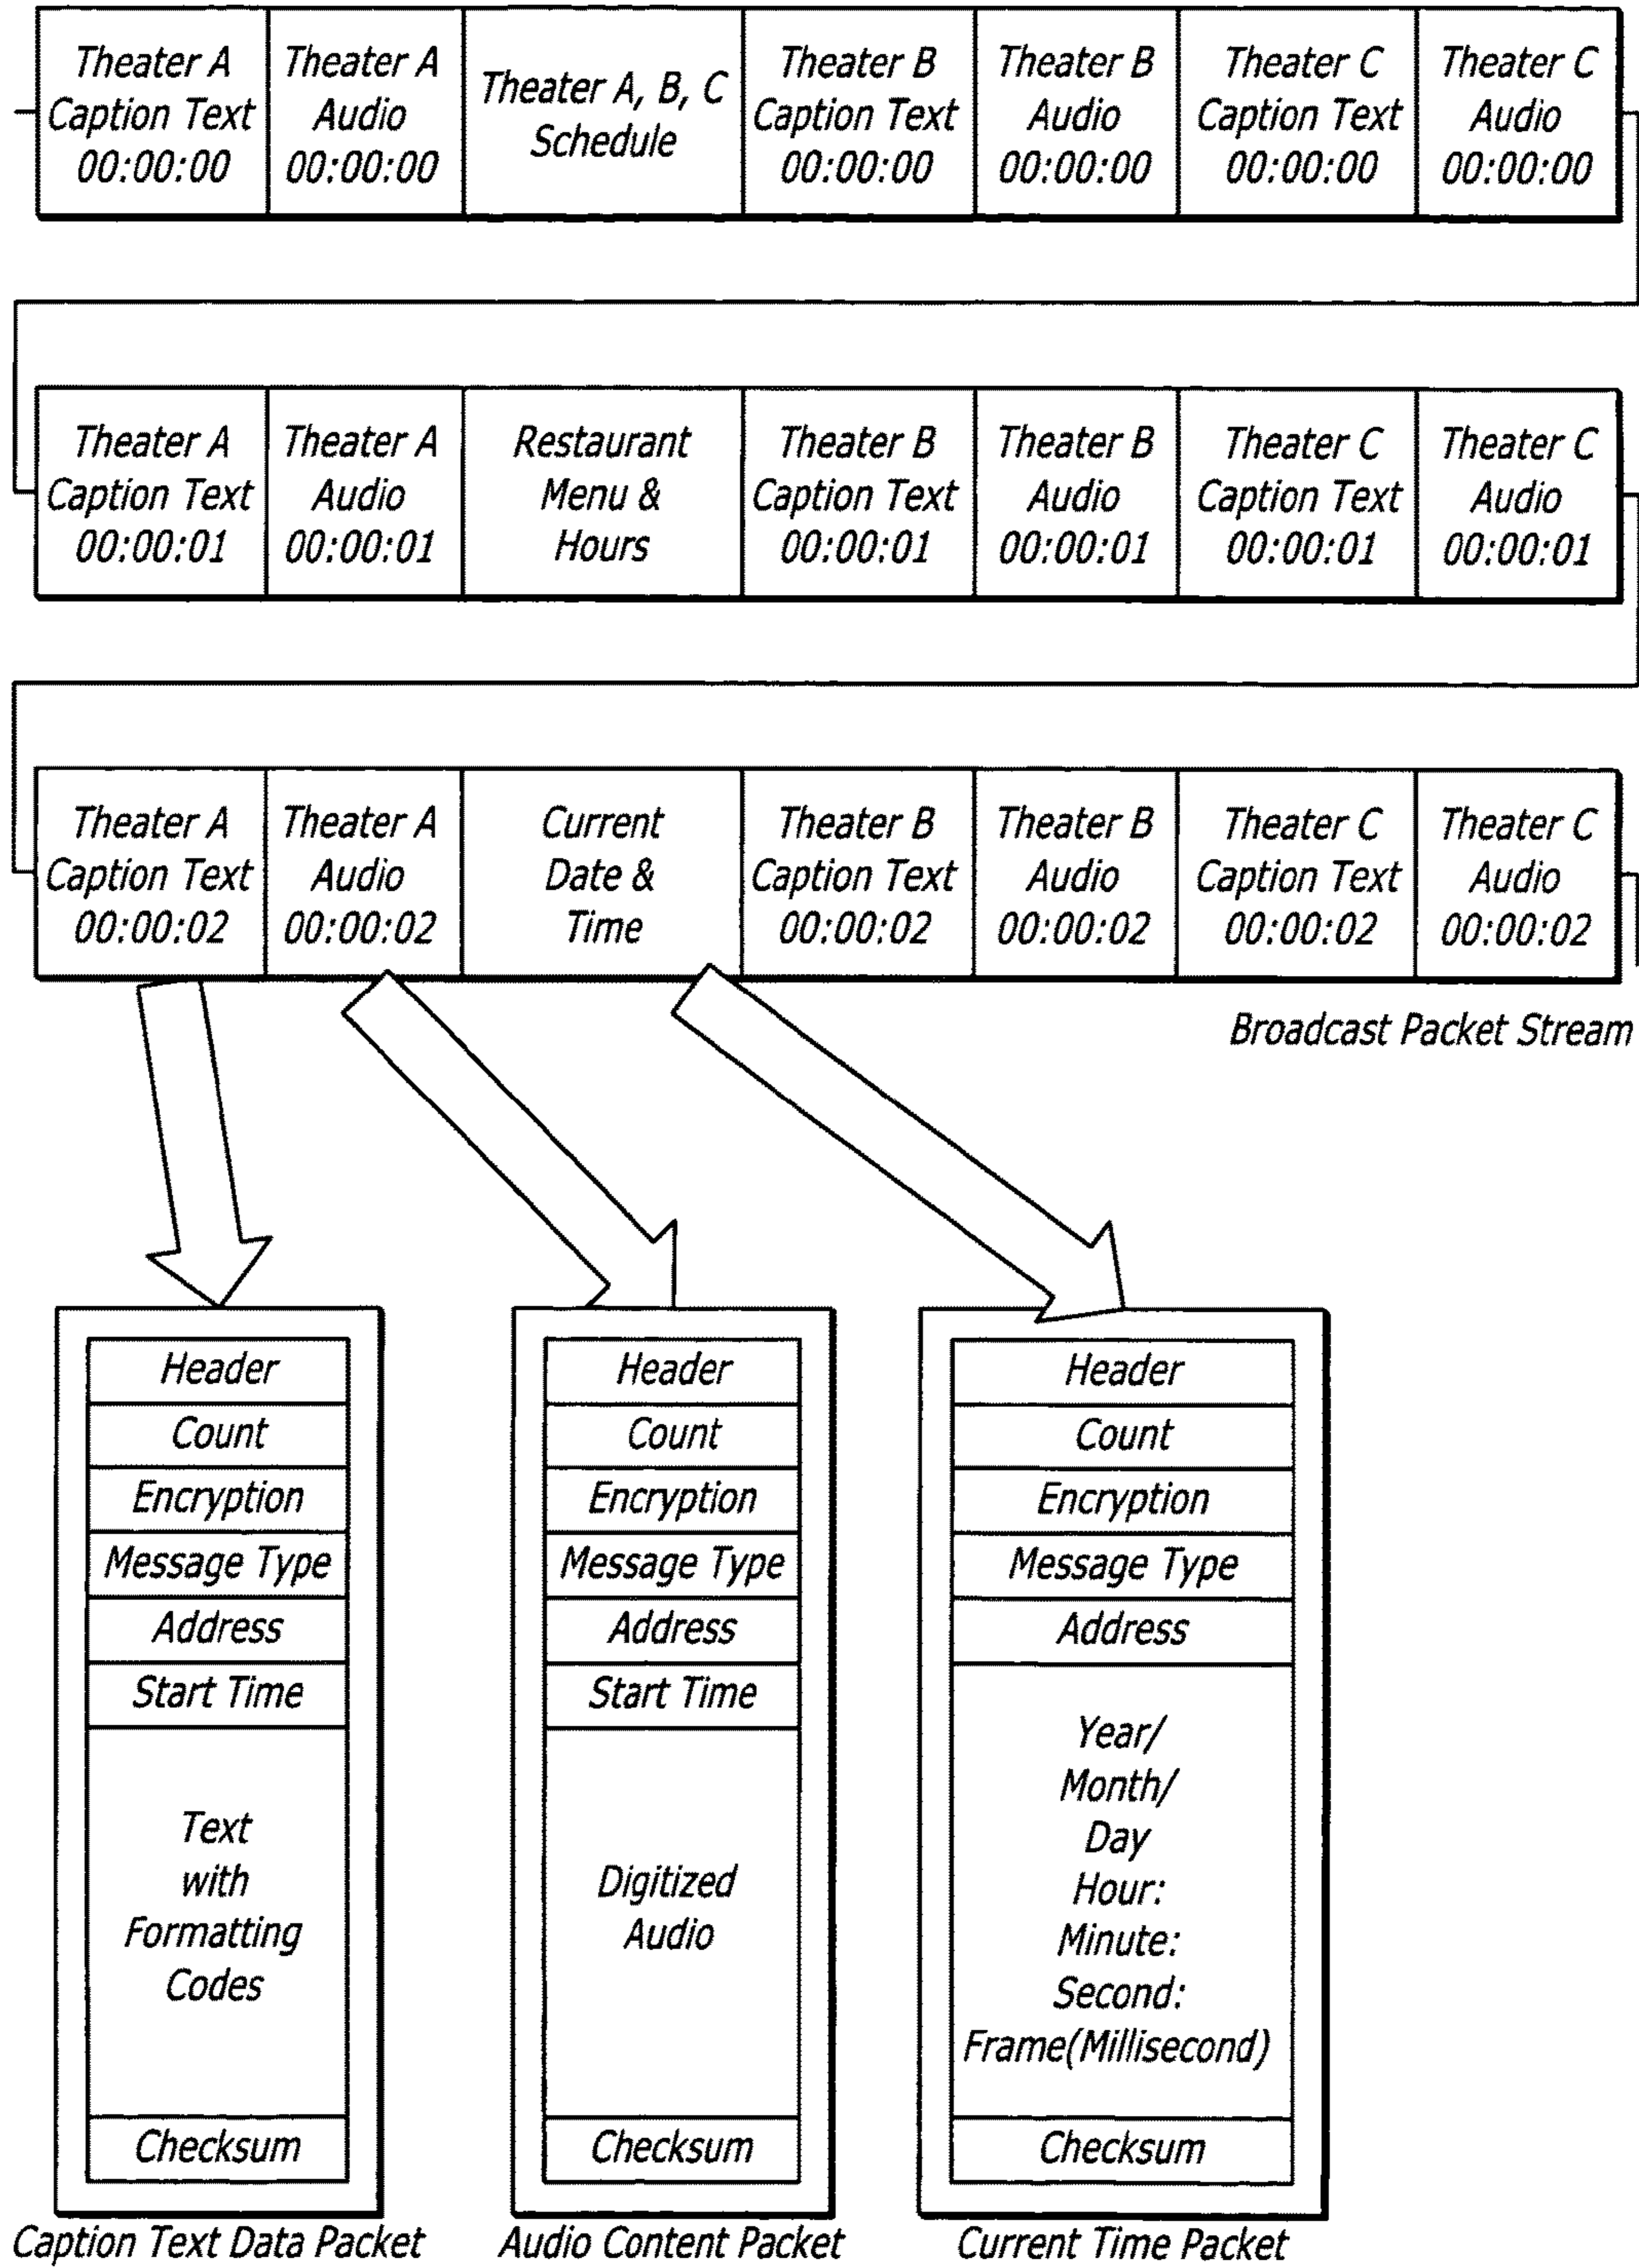 Theater A
Caption Text
00:00:00
Theater A
Audio
00:00:00
Theater A, B, C
Schedule
Theater B
Caption Text
00:00:00
Theater B
Audio
00:00:00
Theater C
Caption Text
00:00:00
Theater C
Audio
00:00:00
Theater A
Caption Text
00:00:01
Theater A
Audio
00:00:01
Restaurant
Menu &
Hours
Theater B
Caption Text
00:00:01
Theater B
Audio
00:00:01
Theater C
Caption Text
00:00:01
Theater C
Audio
00:00:01
Theater A
Caption Text
00:00:02
Theater A
Audio
00:00:02
Current
Date &
Time
Theater B
Caption Text
00:00:02
Theater B
Audio
00:00:02
Theater C
Caption Text
00:00:02
Theater C
Audio
00:00:02
Broadcast Packet Stream
Header
Count
Encryption
Message Type
Address
Start Time
Text
with
Formatting
Codes
Checksum
Caption Text Data Packet
Header
Count
Encryption
Message Type
Address
Start Time
Digitized
Audio
Checksum
Audio Content Packet
Header
Count
Encryption
Message Type
Address
Year/
Month/
Day
Hour:
Minute:
Second:
Frame(Millisecond)
Checksum
Current Time Packet